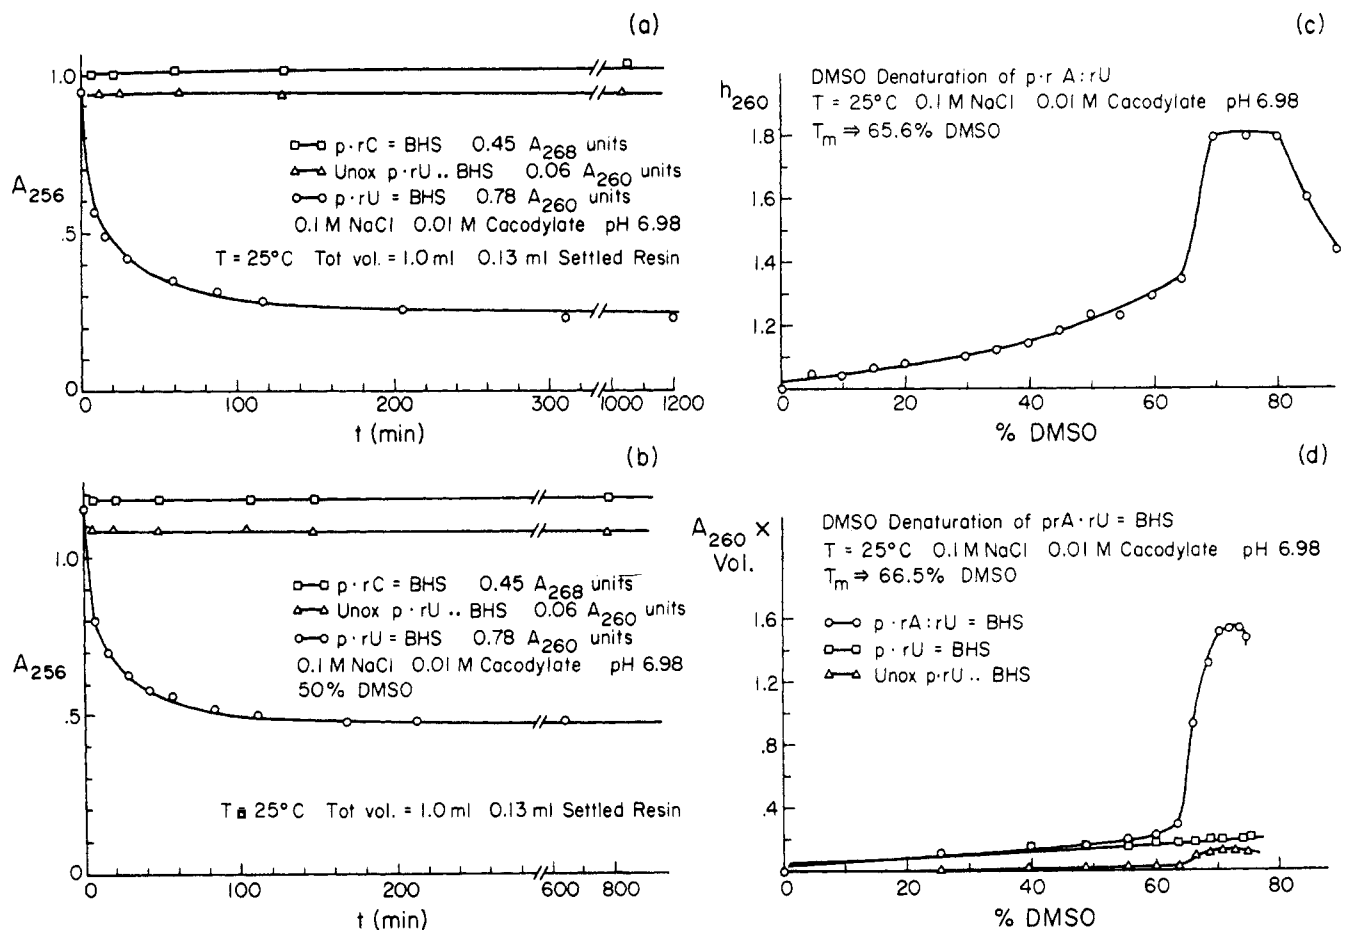 (a)
1.0
.5
0
A256
□—□ p·rC = BHS 0.45 A268 units
△—△ Unox p·rU .. BHS 0.06 A260 units
○—○ p·rU = BHS 0.78 A260 units
0.1 M NaCl 0.01 M Cacodylate pH 6.98
T = 25°C Tot vol. = 1.0 ml 0.13 ml Settled Resin
0 100 200 300 1000 1200
t (min)
(c)
h260
DMSO Denaturation of p·r A:rU
T = 25°C 0.1 M NaCl 0.01 M Cacodylate pH 6.98
Tm ⇒ 65.6% DMSO
1.8
1.6
1.4
1.2
0 20 40 60 80
% DMSO
(b)
1.0
.5
0
A256
□—□ p·rC = BHS 0.45 A268 units
△—△ Unox p·rU .. BHS 0.06 A260 units
○—○ p·rU = BHS 0.78 A260 units
0.1 M NaCl 0.01 M Cacodylate pH 6.98
50% DMSO
T = 25°C Tot vol. = 1.0 ml 0.13 ml Settled Resin
0 100 200 600 800
t (min)
(d)
A260 ×
Vol.
DMSO Denaturation of prA·rU = BHS
T = 25°C 0.1 M NaCl 0.01 M Cacodylate pH 6.98
Tm ⇒ 66.5% DMSO
○—○ p·rA:rU = BHS
□—□ p·rU = BHS
△—△ Unox p·rU .. BHS
1.6
1.2
.8
.4
0 20 40 60 80
% DMSO